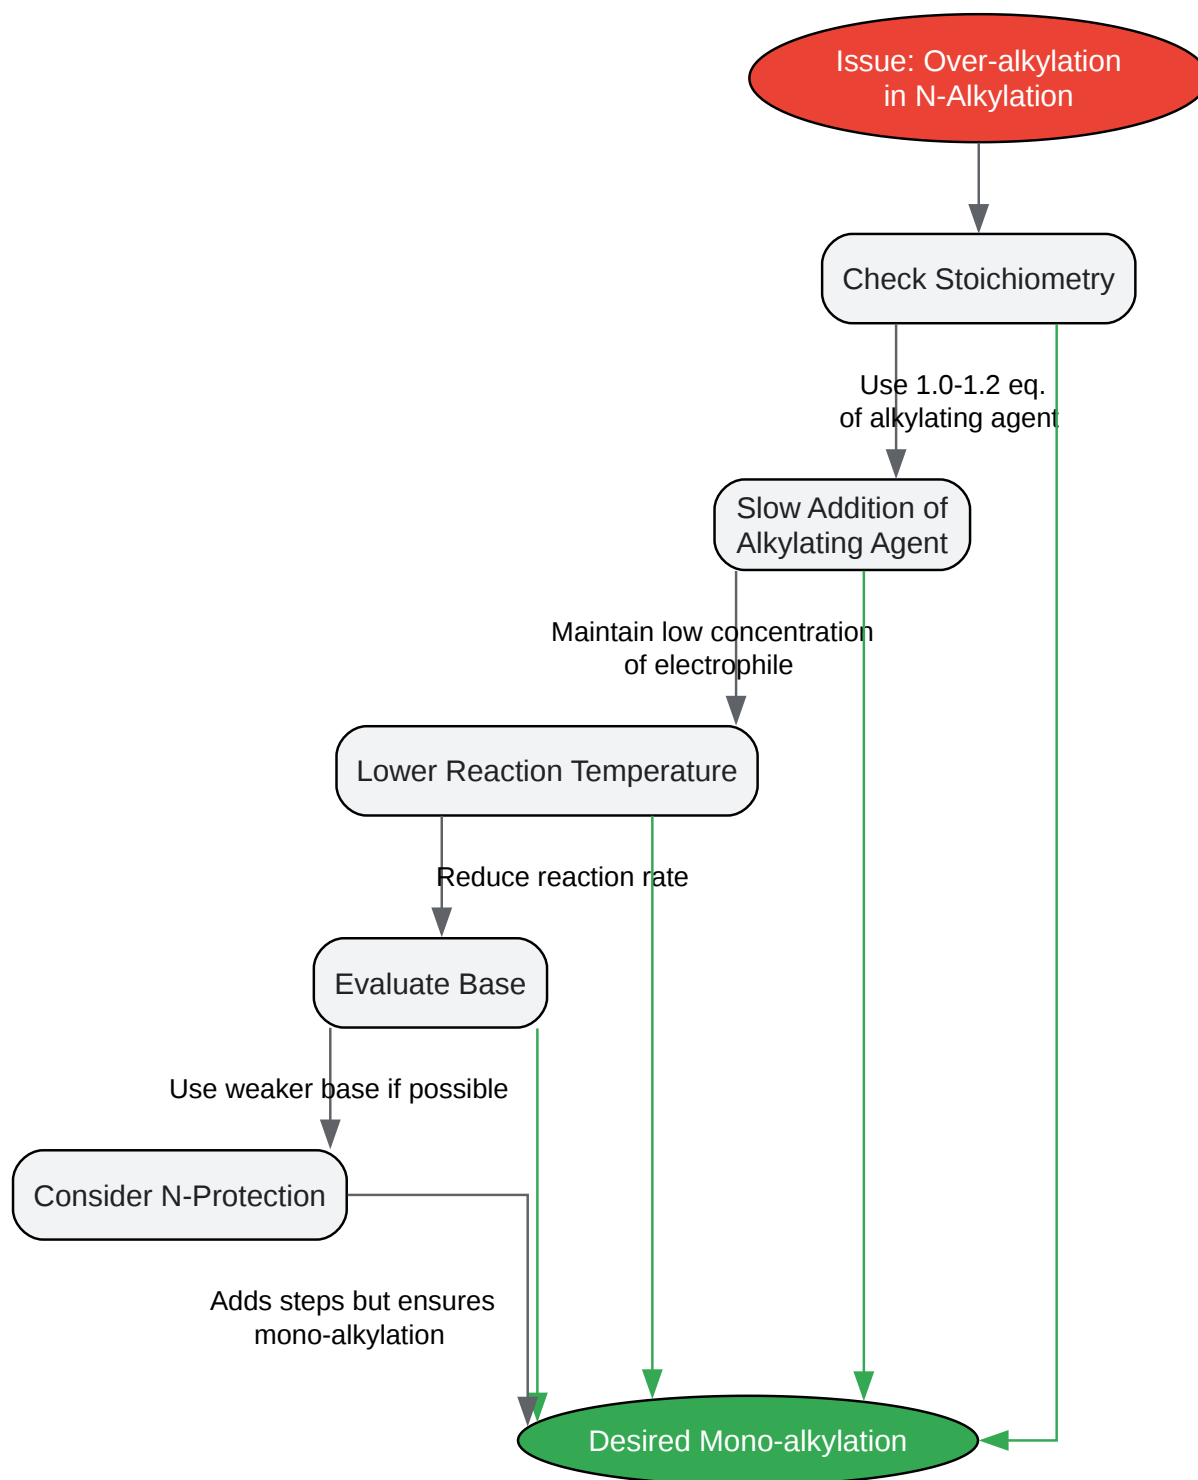 Issue: Over-alkylation
in N-Alkylation
Check Stoichiometry
Use 1.0-1.2 eq.
of alkylating agent
Slow Addition of
Alkylating Agent
Maintain low concentration
of electrophile
Lower Reaction Temperature
Reduce reaction rate
Evaluate Base
Use weaker base if possible
Consider N-Protection
Adds steps but ensures
mono-alkylation
Desired Mono-alkylation